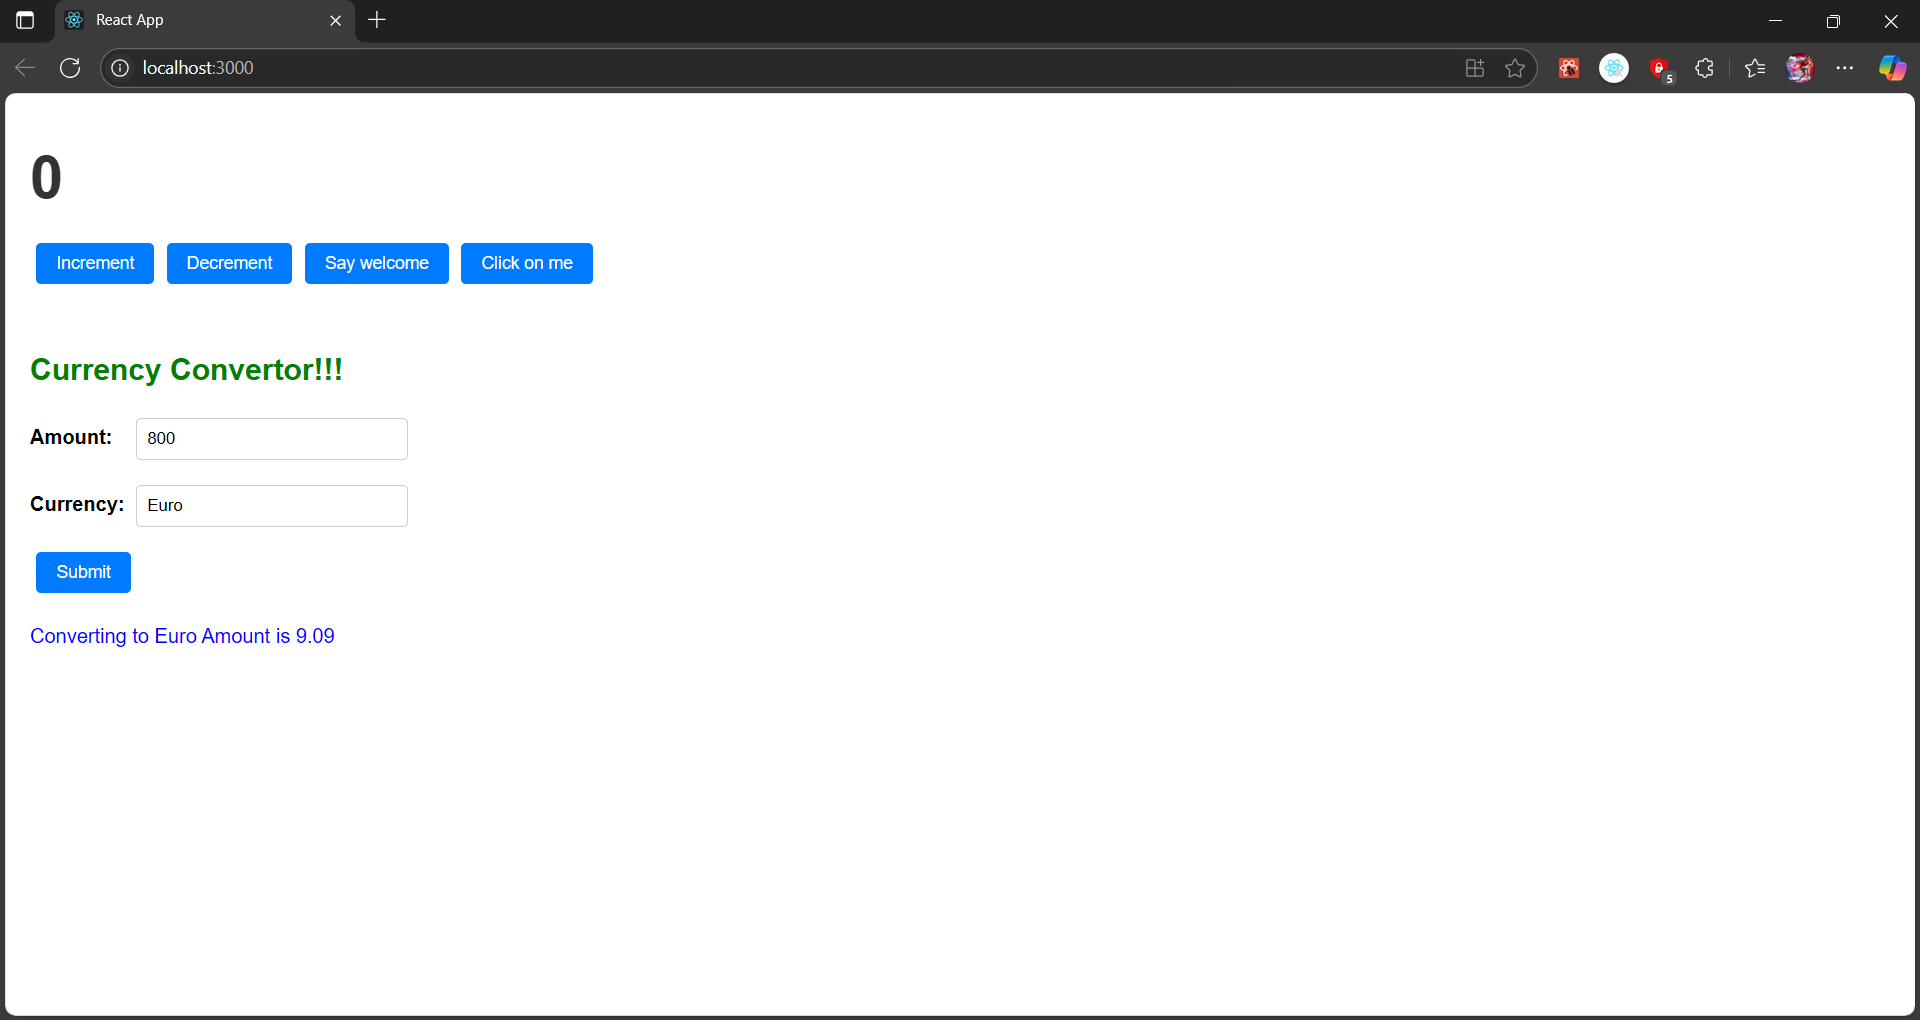 React App
localhost:3000
5
0
Increment Decrement Say welcome Click on me
Currency Convertor!!!
Amount: 800
Currency: Euro
Submit
Converting to Euro Amount is 9.09